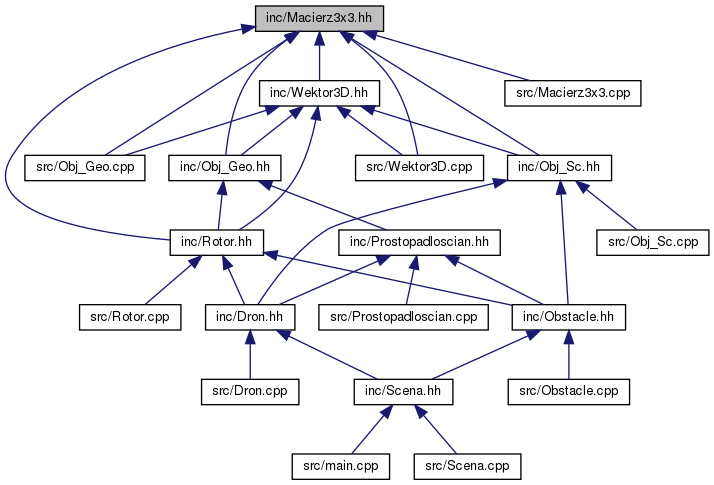 inc/Macierz3x3.hh
inc/Wektor3D.hh
src/Macierz3x3.cpp
src/Obj_Geo.cpp
inc/Obj_Geo.hh
src/Wektor3D.cpp
inc/Obj_Sc.hh
inc/Rotor.hh
inc/Prostopadloscian.hh
src/Obj_Sc.cpp
src/Rotor.cpp
inc/Dron.hh
src/Prostopadloscian.cpp
inc/Obstacle.hh
src/Dron.cpp
inc/Scena.hh
src/Obstacle.cpp
src/main.cpp
src/Scena.cpp